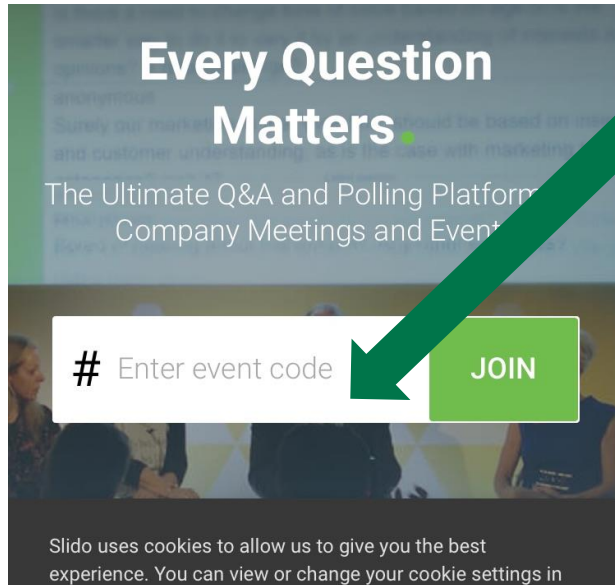 Every Question
Matters.
The Ultimate Q&A and Polling Platform
Company Meetings and Event
# Enter event code
JOIN
Slido uses cookies to allow us to give you the best
experience. You can view or change your cookie settings in